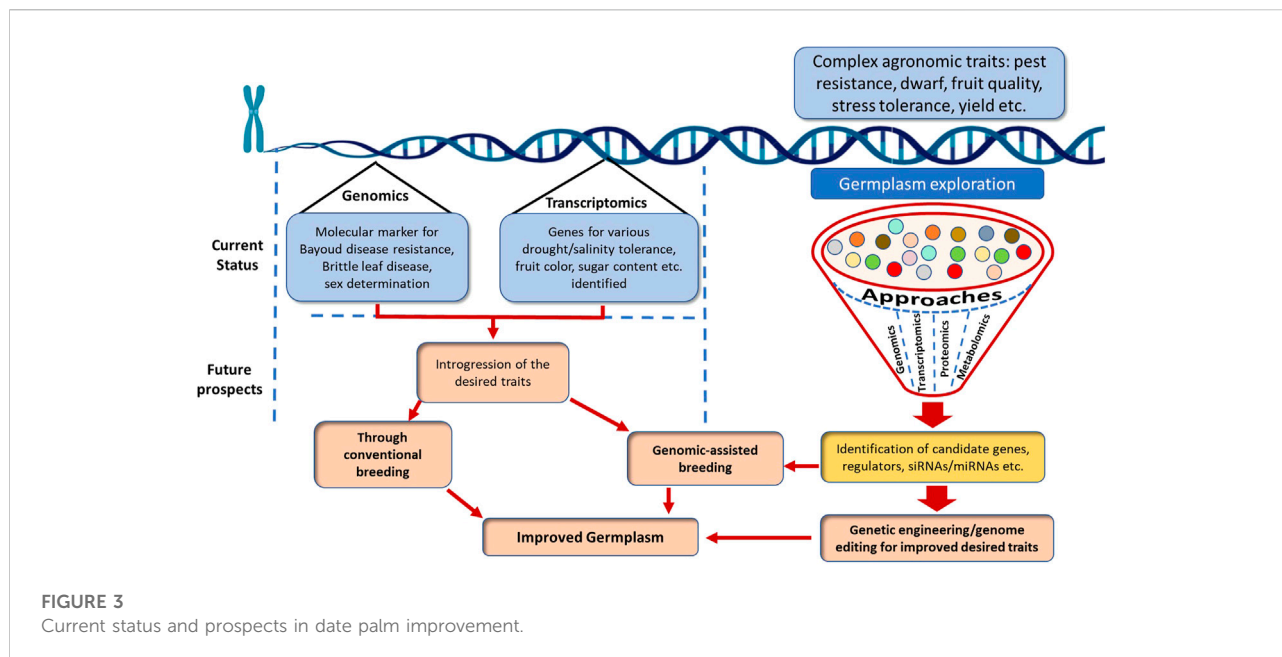 Complex agronomic traits: pest
resistance, dwarf, fruit quality,
stress tolerance, yield etc.
Germplasm exploration
Genomics
Transcriptomics
Current
Status
Molecular marker for
Bayoud disease resistance,
Brittle leaf disease,
sex determination
Genes for various
drought/salinity tolerance,
fruit color, sugar content etc.
identified
Approaches
Genomics
Transcriptomics
Proteomics
Metabolomics
Future
prospects
Introgression of the
desired traits
Through
conventional
breeding
Genomic-assisted
breeding
Identification of candidate genes,
regulators, siRNAs/miRNAs etc.
Improved Germplasm
Genetic engineering/genome
editing for improved desired traits
FIGURE 3
Current status and prospects in date palm improvement.